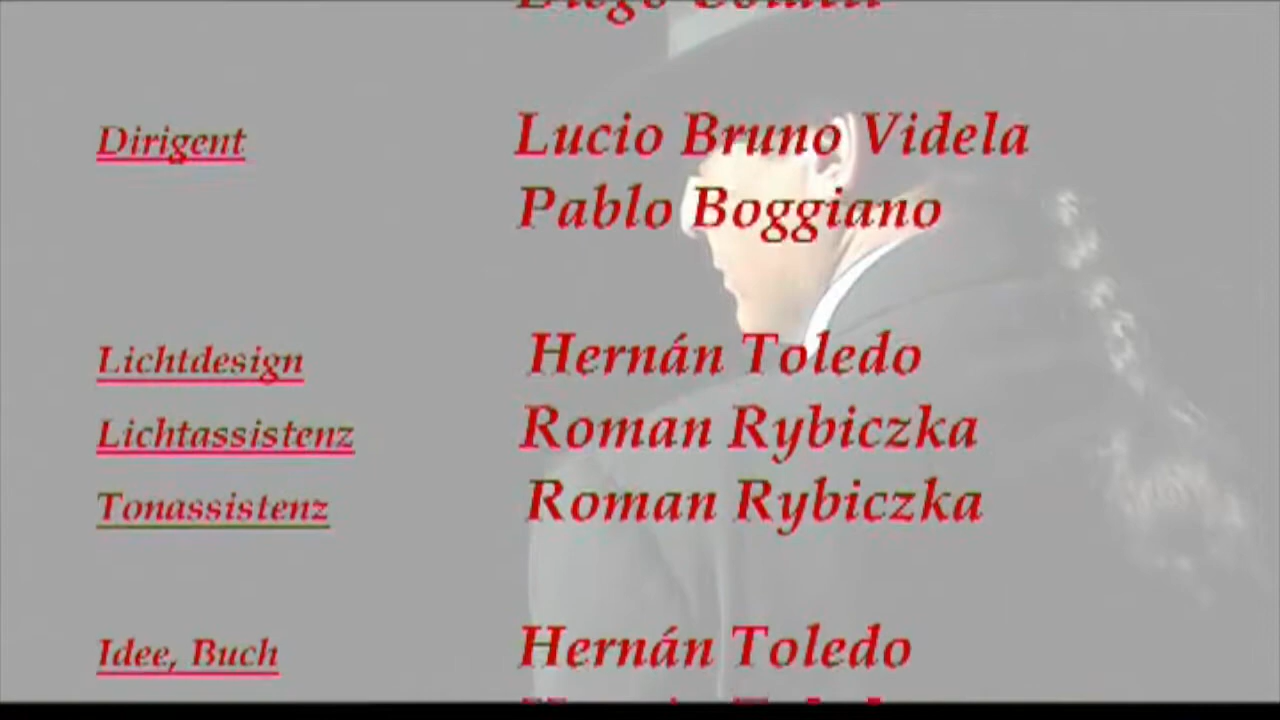 Dirigent Lucio Bruno Videla
Pablo Boggiano
Lichtdesign Hernán Toledo
Lichtassistenz Roman Rybiczka
Tonassistenz Roman Rybiczka
Idee, Buch Hernán Toledo